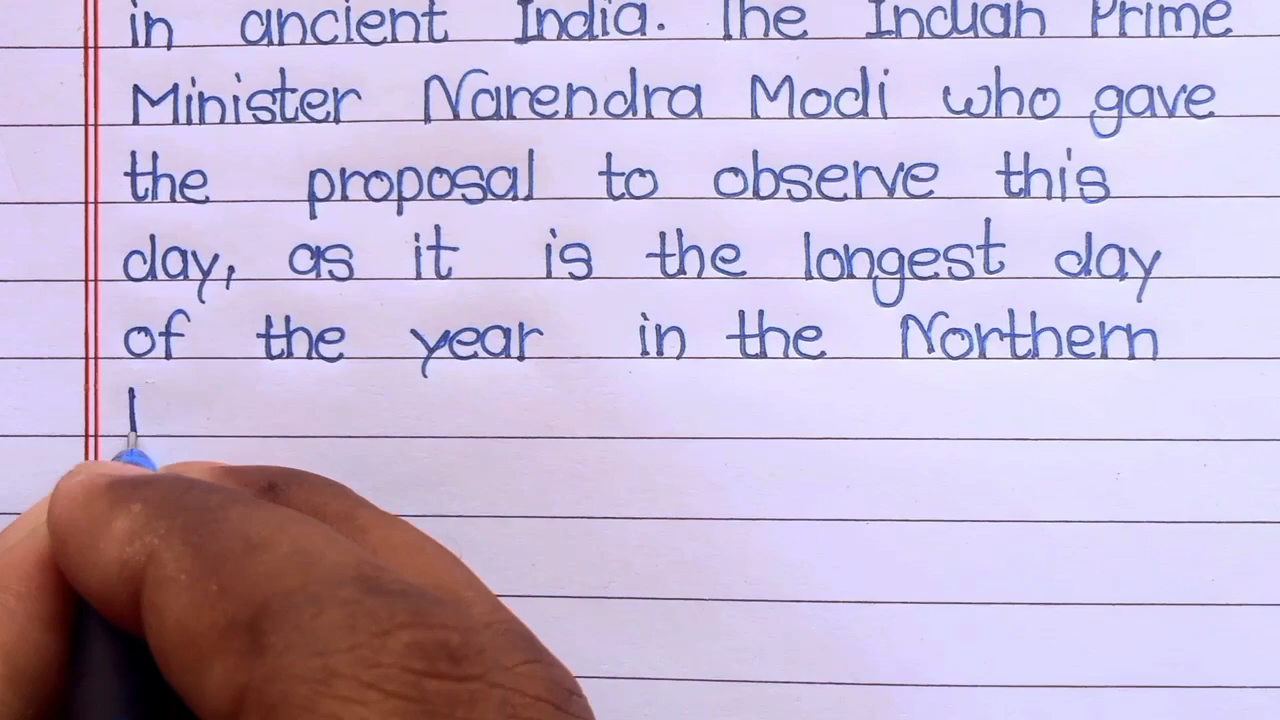 in ancient India. The Indian Prime
Minister Narendra Modi who gave
the proposal to observe this
day, as it is the longest day
of the year in the Northern